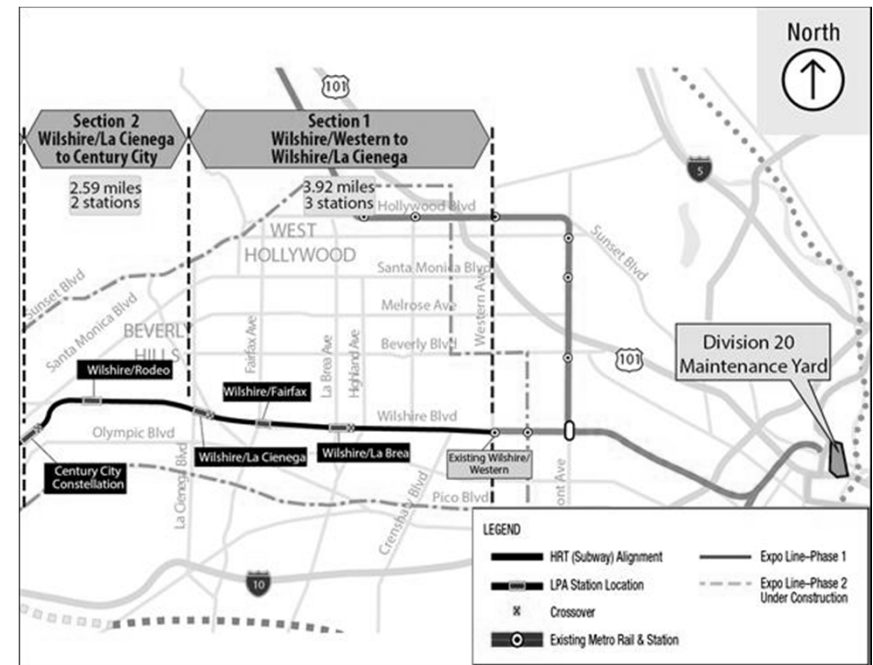 North
101
Section 2
Wilshire/La Cienega
to Century City
Section 1
Wilshire/Western to
Wilshire/La Cienega
2.59 miles
2 stations
3.92 miles
3 stations
5
Hollywood Blvd
WEST
HOLLYWOOD
Sunset Blvd
Sunset Blvd
Santa Monica Blvd
Santa Monica Blvd
Western Ave
Melrose Ave
BEVERLY
HILLS
Fairfax Ave
La Brea Ave
Highland Ave
Beverly Blvd
101
Division 20
Maintenance Yard
Wilshire/Rodeo
Wilshire/Fairfax
Wilshire Blvd
Olympic Blvd
Wilshire/La Cienega
Wilshire/La Brea
Existing Wilshire/
Western
Century City
Constellation
La Cienega Blvd
Crenshaw Blvd
Pico Blvd
ont Ave
10
LEGEND
HRT (Subway) Alignment
LPA Station Location
Crossover
Existing Metro Rail & Station
Expo Line–Phase 1
Expo Line–Phase 2
Under Construction